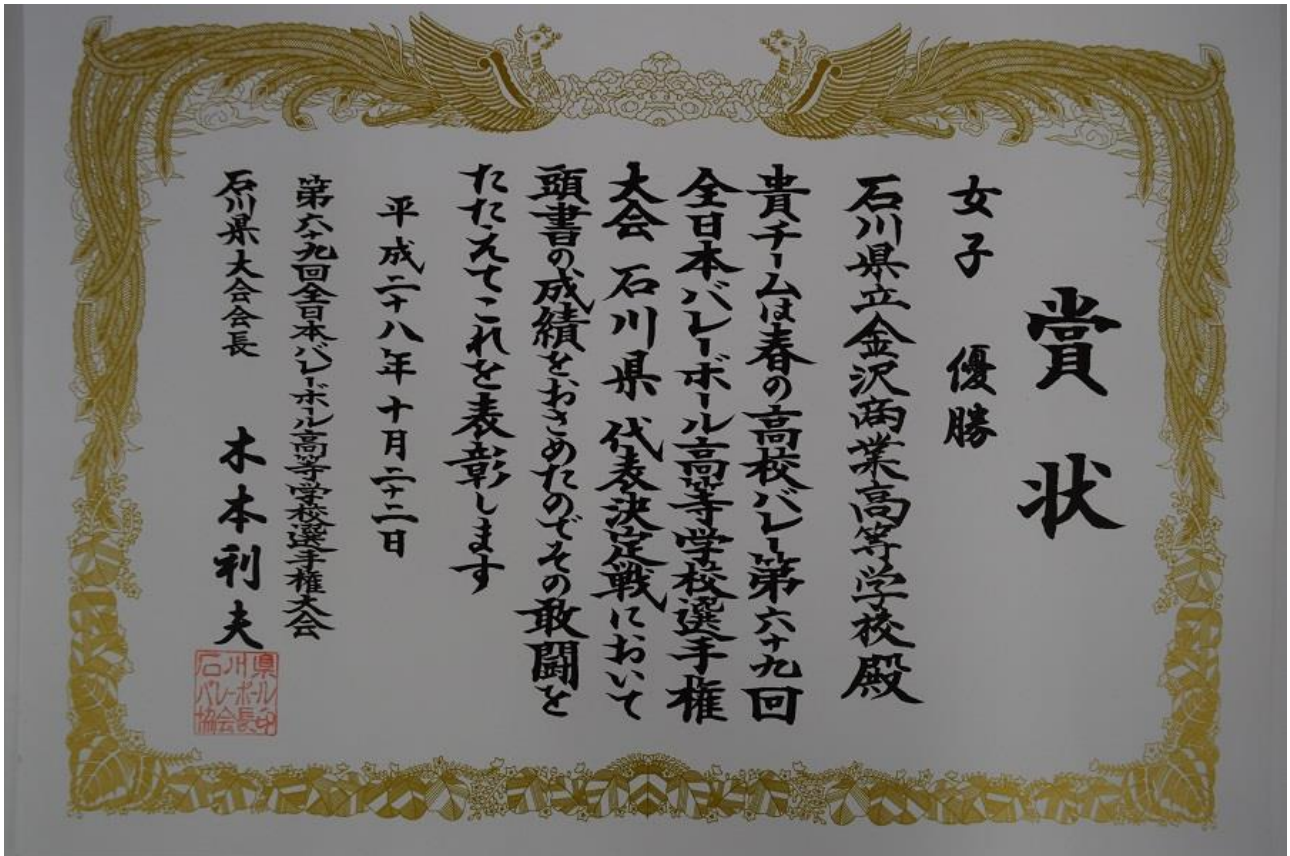 賞状
女子 優勝
石川県立金沢商業高等学校殿
貴チームは春の高校バレー第六十九回
全日本バレーボール高等学校選手権
大会 石川県代表決定戦において
頭書の成績をおさめたのでその敢闘を
たたえてこれを表彰します
平成二十八年十月二十二日
第六十九回全日本バレーボール高等学校選手権大会
石川県大会会長 木本利夫
石川県
バレーボール
協会長印